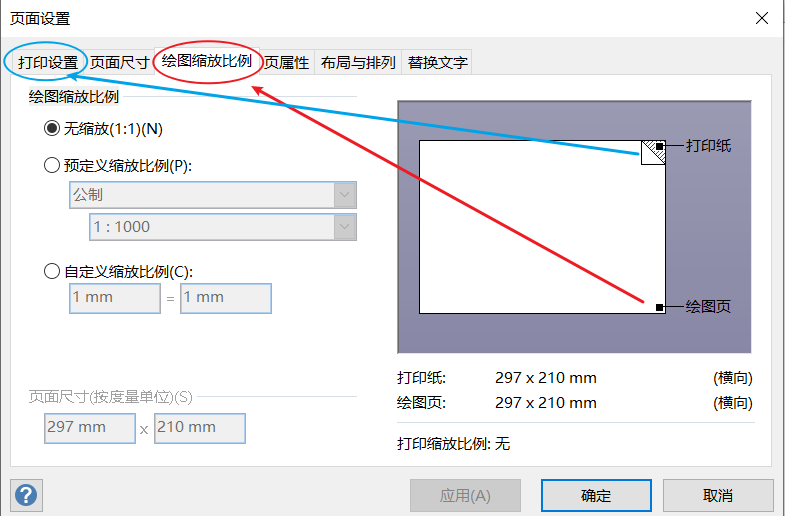 页面设置
打印设置 页面尺寸 绘图缩放比例 页属性 布局与排列 替换文字
绘图缩放比例
无缩放(1:1)(N)
预定义缩放比例(P):
公制
1 : 1000
自定义缩放比例(C):
1 mm = 1 mm
页面尺寸(按度量单位)(S)
297 mm x 210 mm
打印纸
绘图页
打印纸: 297 x 210 mm (横向)
绘图页: 297 x 210 mm (横向)
打印缩放比例: 无
? 应用(A) 确定 取消